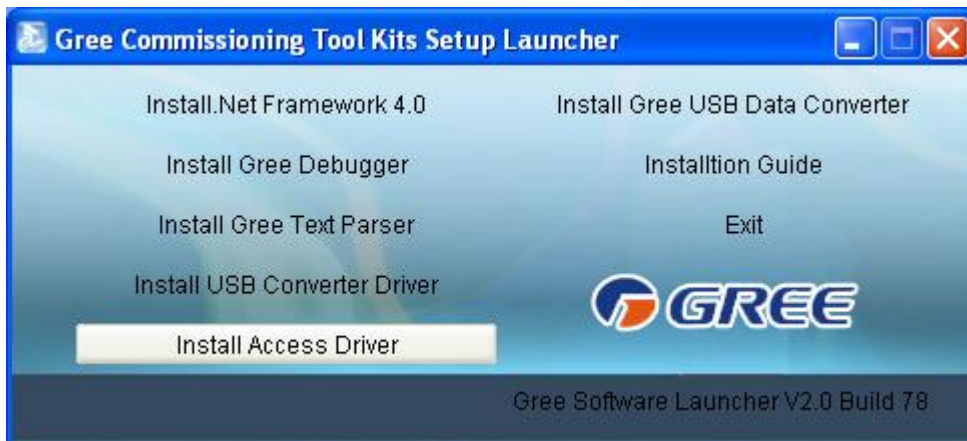 Gree Commissioning Tool Kits Setup Launcher
Install.Net Framework 4.0
Install Gree USB Data Converter
Install Gree Debugger
Installtion Guide
Install Gree Text Parser
Exit
Install USB Converter Driver
GREE
Install Access Driver
Gree Software Launcher V2.0 Build 78